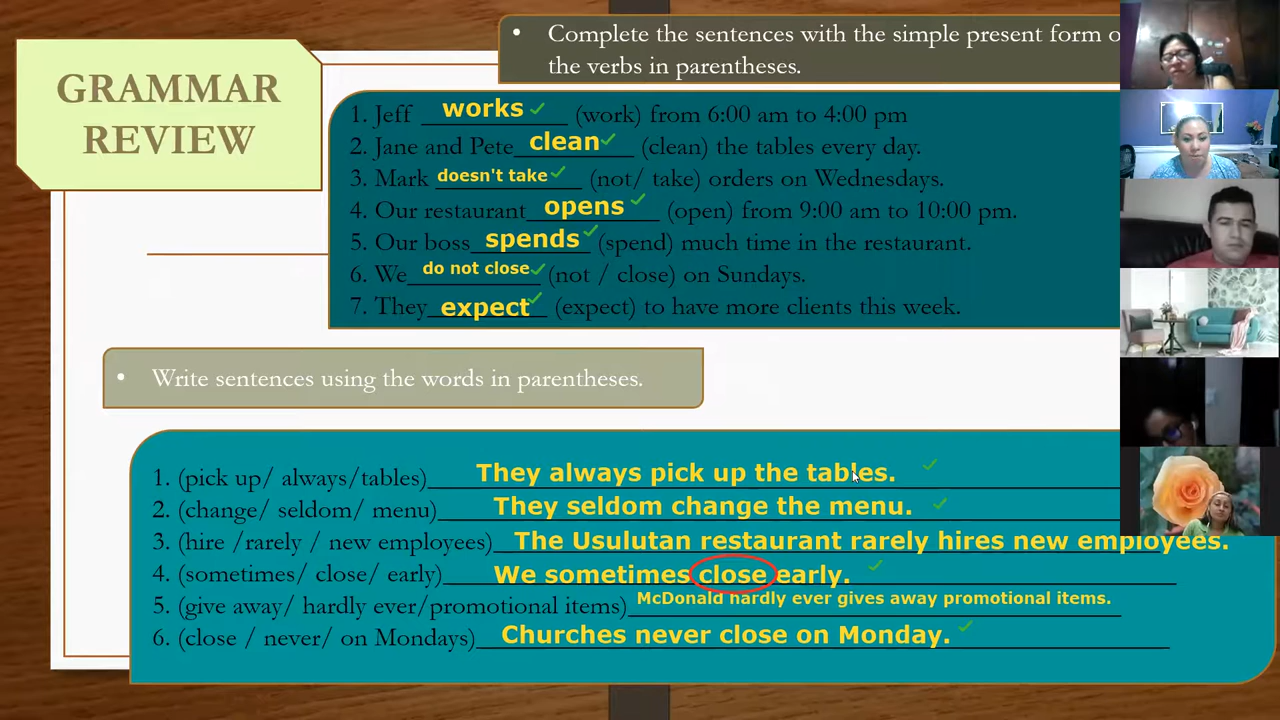 GRAMMAR
REVIEW
• Complete the sentences with the simple present form o
the verbs in parentheses.
1. Jeff works (work) from 6:00 am to 4:00 pm
2. Jane and Pete clean (clean) the tables every day.
3. Mark doesn't take (not/ take) orders on Wednesdays.
4. Our restaurant opens (open) from 9:00 am to 10:00 pm.
5. Our boss spends (spend) much time in the restaurant.
6. We do not close (not / close) on Sundays.
7. They expect (expect) to have more clients this week.
• Write sentences using the words in parentheses.
1. (pick up/ always/tables) They always pick up the tables.
2. (change/ seldom/ menu) They seldom change the menu.
3. (hire /rarely / new employees) The Usulutan restaurant rarely hires new employees.
4. (sometimes/ close/ early) We sometimes close early.
5. (give away/ hardly ever/promotional items) McDonald hardly ever gives away promotional items.
6. (close / never/ on Mondays) Churches never close on Monday.